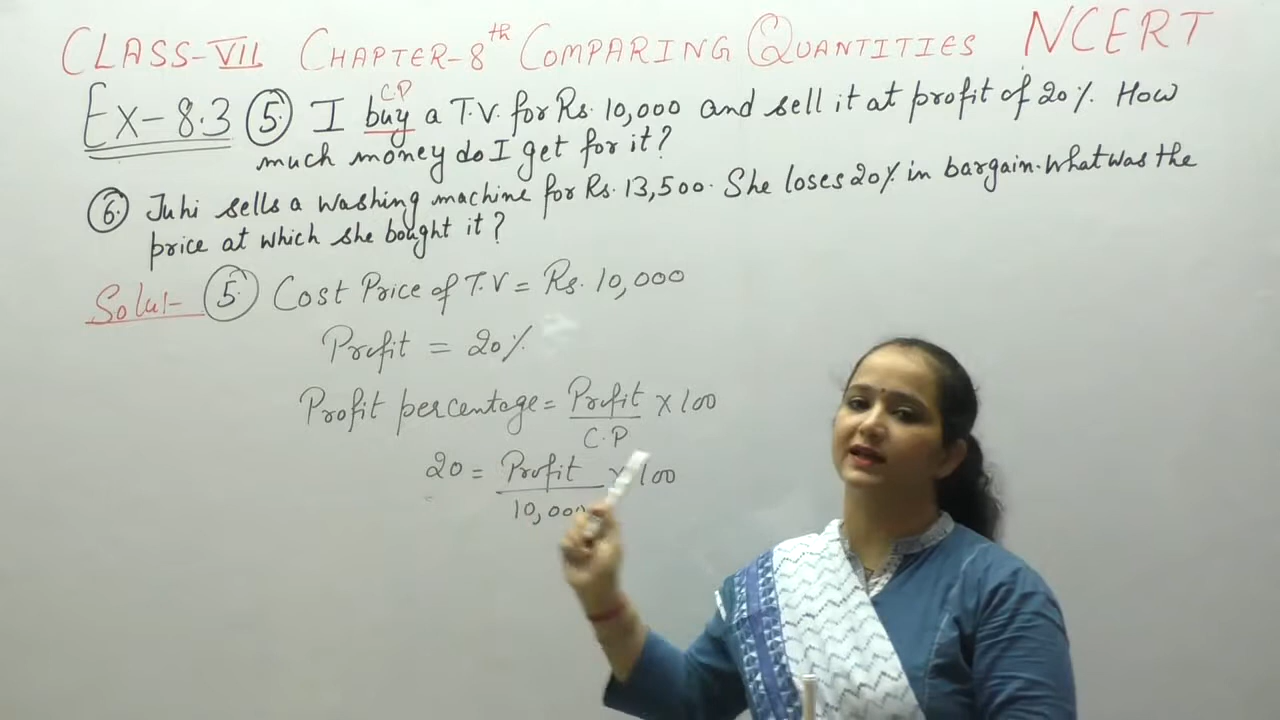 CLASS-VII CHAPTER-8th COMPARING QUANTITIES NCERT
C.P
Ex-8.3 5. I buy a T.V. for Rs. 10,000 and sell it at profit of 20%. How
much money do I get for it?
6. Juhi sells a washing machine for Rs. 13,500. She loses 20% in bargain. What was the
price at which she bought it?
Solu:- 5. Cost Price of T.V = Rs. 10,000
Profit = 20%
Profit percentage = Profit/C.P × 100
20 = Profit/10,000 × 100